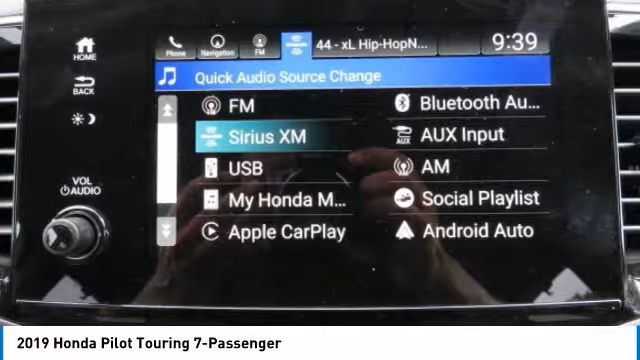 HOME
BACK
VOL
AUDIO
Phone
Navigation
FM
44 - xL Hip-HopN...
9:39
Quick Audio Source Change
FM
Bluetooth Au...
Sirius XM
AUX Input
AUX
USB
AM
My Honda M...
Social Playlist
Apple CarPlay
Android Auto
2019 Honda Pilot Touring 7-Passenger